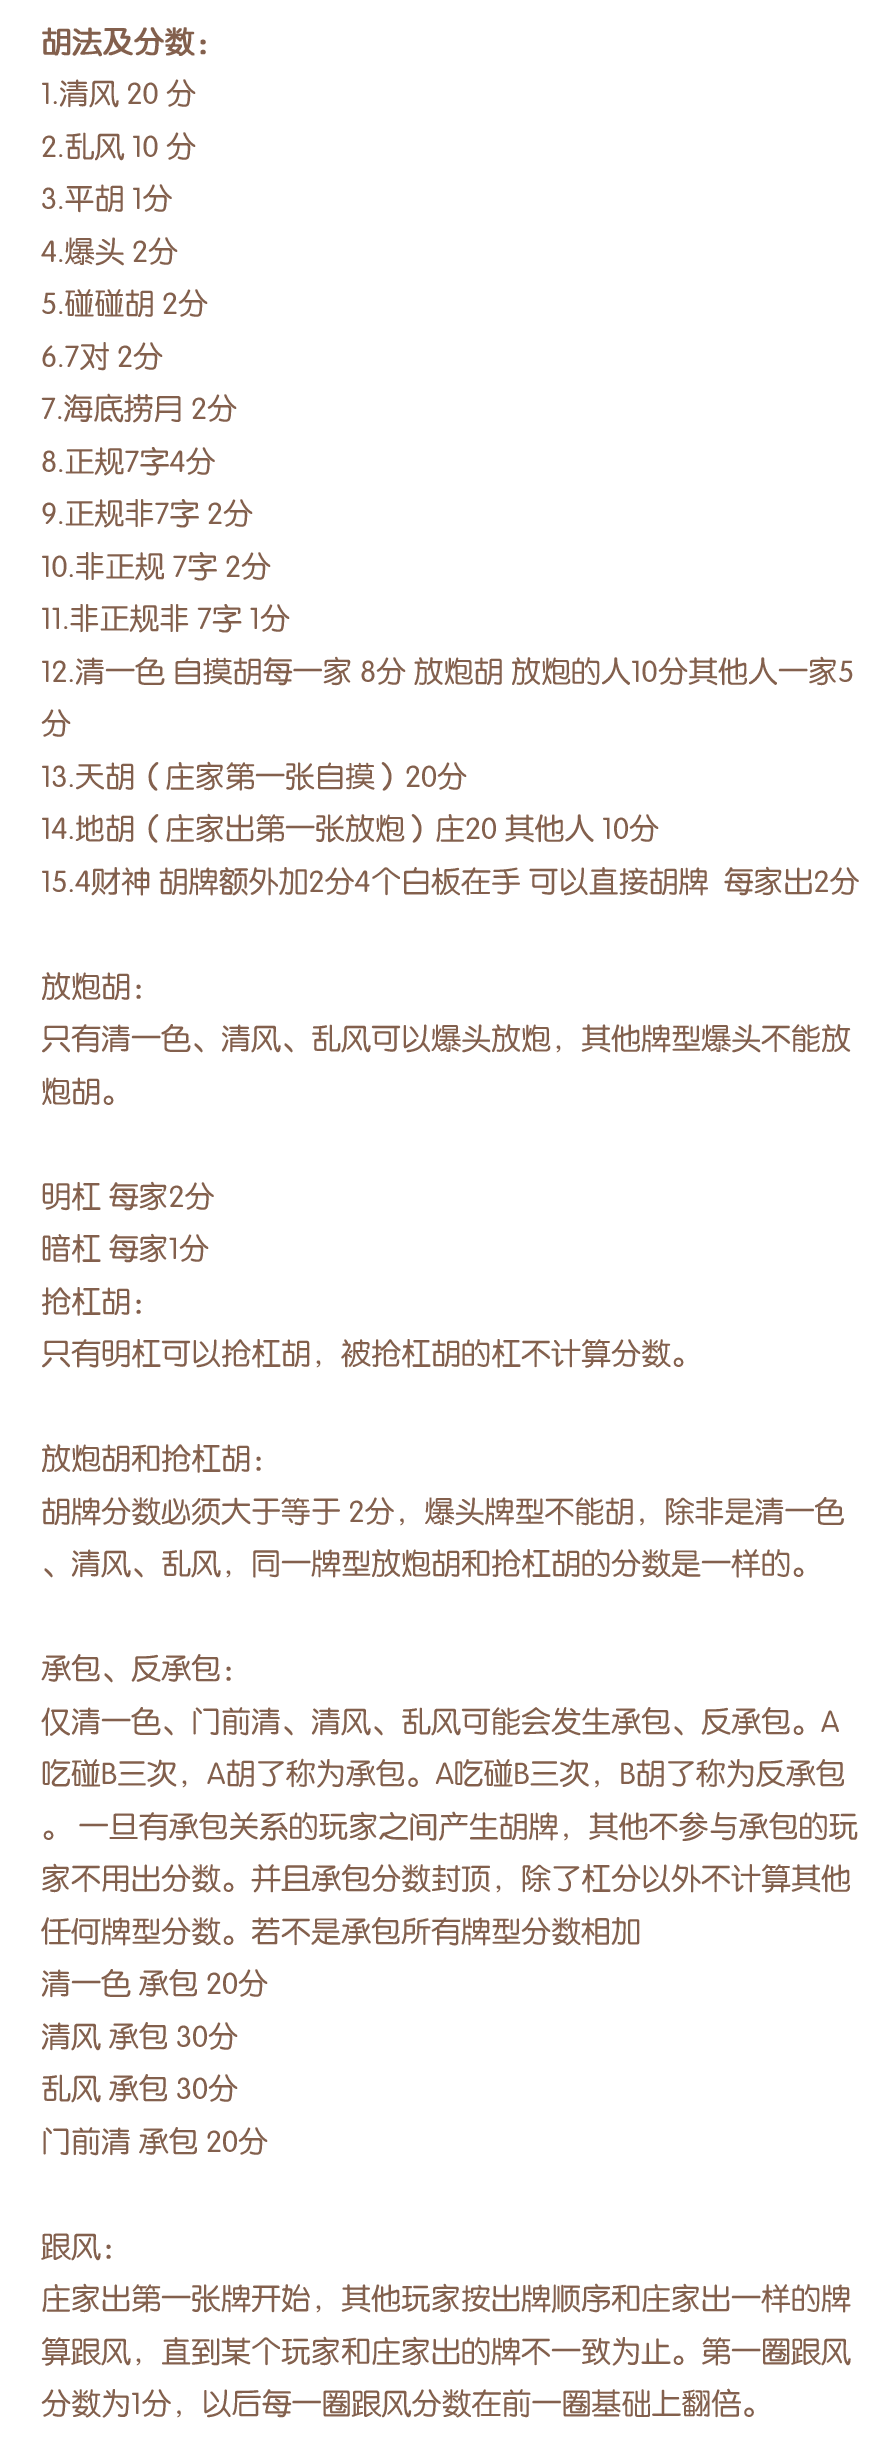 胡法及分数：
1.清风 20 分
2.乱风 10 分
3.平胡 1分
4.爆头 2分
5.碰碰胡 2分
6.7对 2分
7.海底捞月 2分
8.正规7字4分
9.正规非7字 2分
10.非正规 7字 2分
11.非正规非 7字 1分
12.清一色 自摸胡每一家 8分 放炮胡 放炮的人10分其他人一家5
分
13.天胡（庄家第一张自摸）20分
14.地胡（庄家出第一张放炮）庄20 其他人 10分
15.4财神 胡牌额外加2分4个白板在手 可以直接胡牌  每家出2分
放炮胡：
只有清一色、清风、乱风可以爆头放炮，其他牌型爆头不能放
炮胡。
明杠 每家2分
暗杠 每家1分
抢杠胡：
只有明杠可以抢杠胡，被抢杠胡的杠不计算分数。
放炮胡和抢杠胡：
胡牌分数必须大于等于 2分，爆头牌型不能胡，除非是清一色
、清风、乱风，同一牌型放炮胡和抢杠胡的分数是一样的。
承包、反承包：
仅清一色、门前清、清风、乱风可能会发生承包、反承包。A
吃碰B三次，A胡了称为承包。A吃碰B三次，B胡了称为反承包
。 一旦有承包关系的玩家之间产生胡牌，其他不参与承包的玩
家不用出分数。并且承包分数封顶，除了杠分以外不计算其他
任何牌型分数。若不是承包所有牌型分数相加
清一色 承包 20分
清风 承包 30分
乱风 承包 30分
门前清 承包 20分
跟风：
庄家出第一张牌开始，其他玩家按出牌顺序和庄家出一样的牌
算跟风，直到某个玩家和庄家出的牌不一致为止。第一圈跟风
分数为1分，以后每一圈跟风分数在前一圈基础上翻倍。